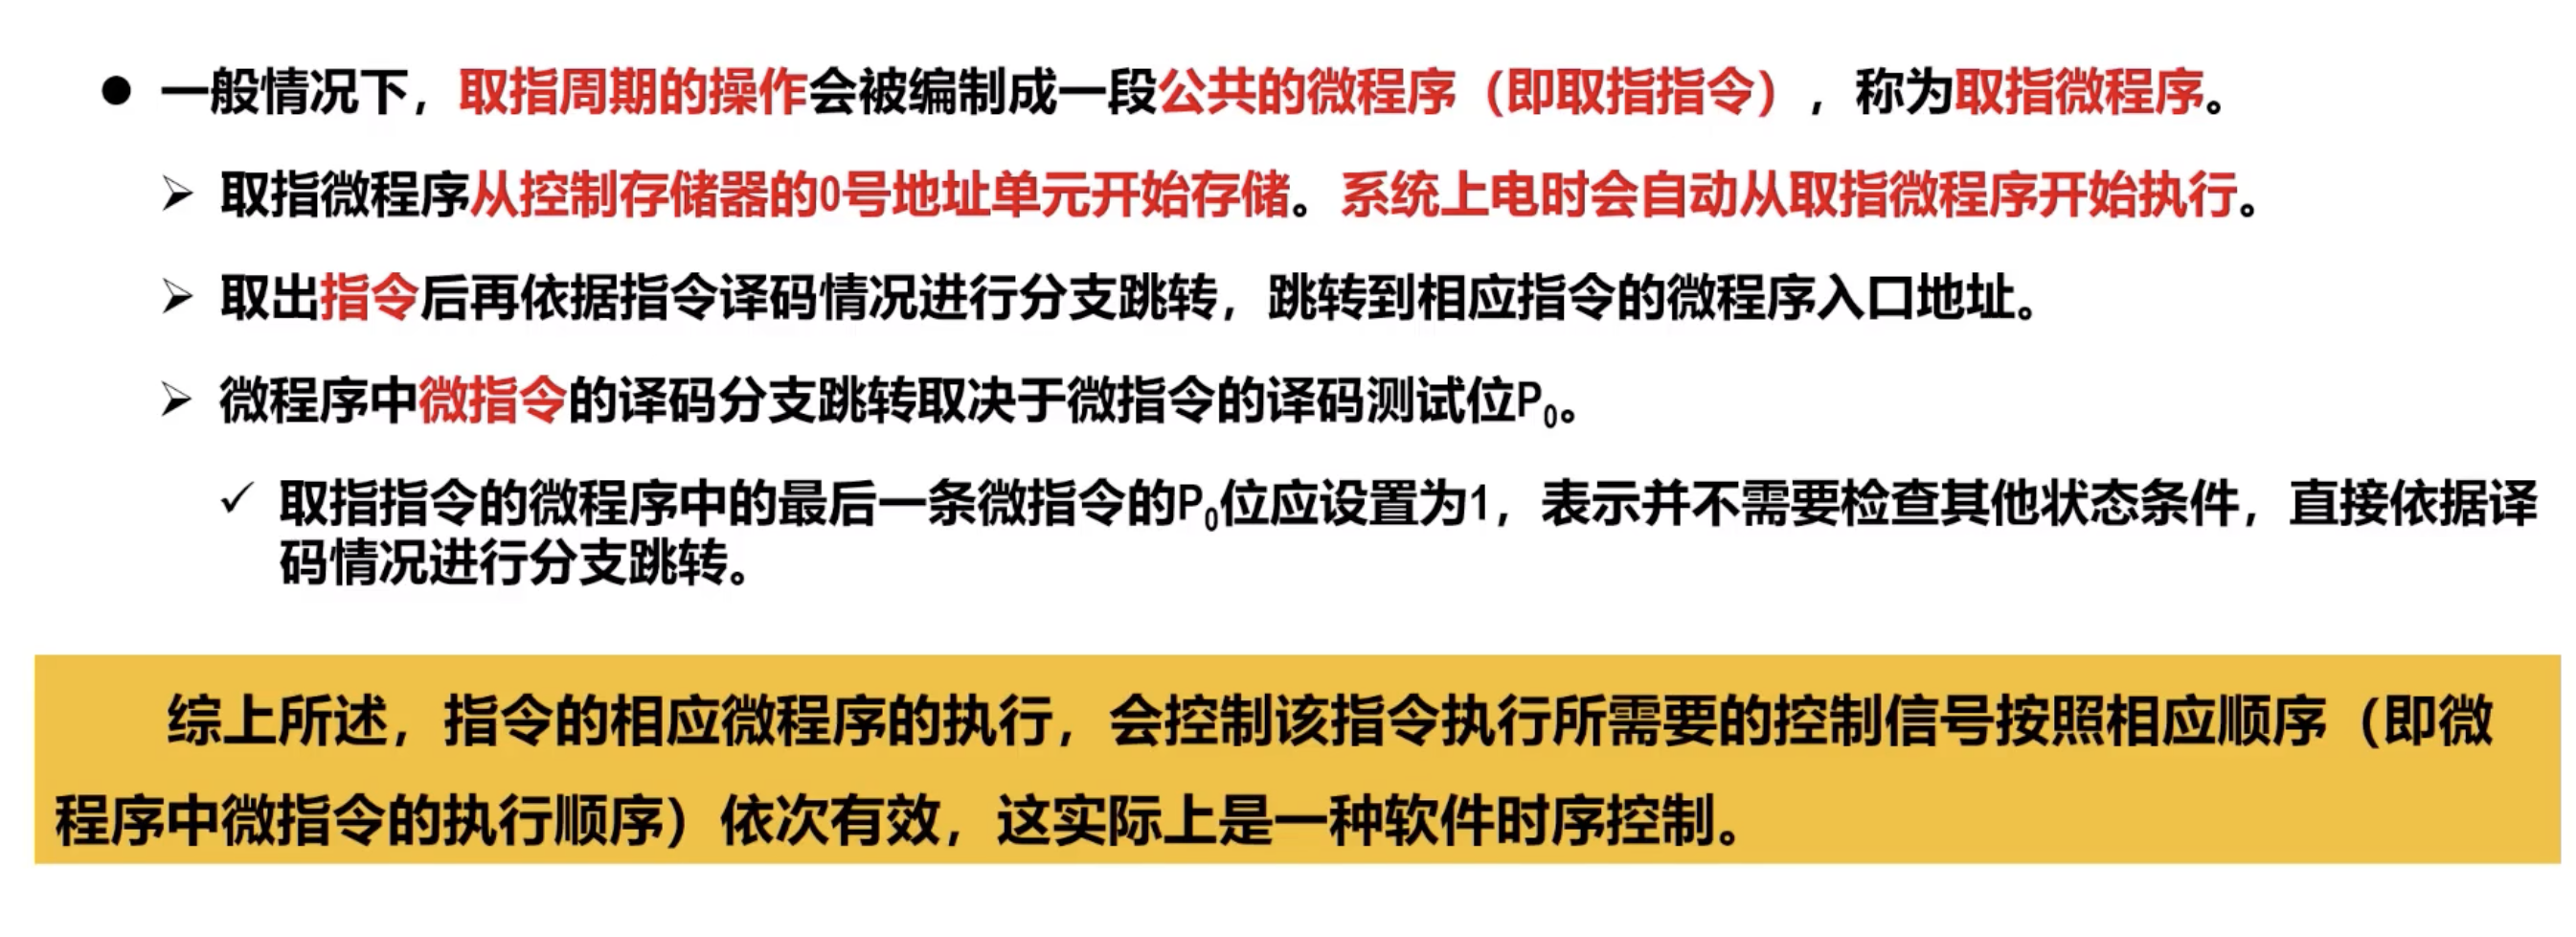 ● 一般情况下，取指周期的操作会被编制成一段公共的微程序（即取指指令），称为取指微程序。
➢ 取指微程序从控制存储器的0号地址单元开始存储。系统上电时会自动从取指微程序开始执行。
➢ 取出指令后再依据指令译码情况进行分支跳转，跳转到相应指令的微程序入口地址。
➢ 微程序中微指令的译码分支跳转取决于微指令的译码测试位P₀。
✓ 取指指令的微程序中的最后一条微指令的P₀位应设置为1，表示并不需要检查其他状态条件，直接依据译
码情况进行分支跳转。
综上所述，指令的相应微程序的执行，会控制该指令执行所需要的控制信号按照相应顺序（即微
程序中微指令的执行顺序）依次有效，这实际上是一种软件时序控制。